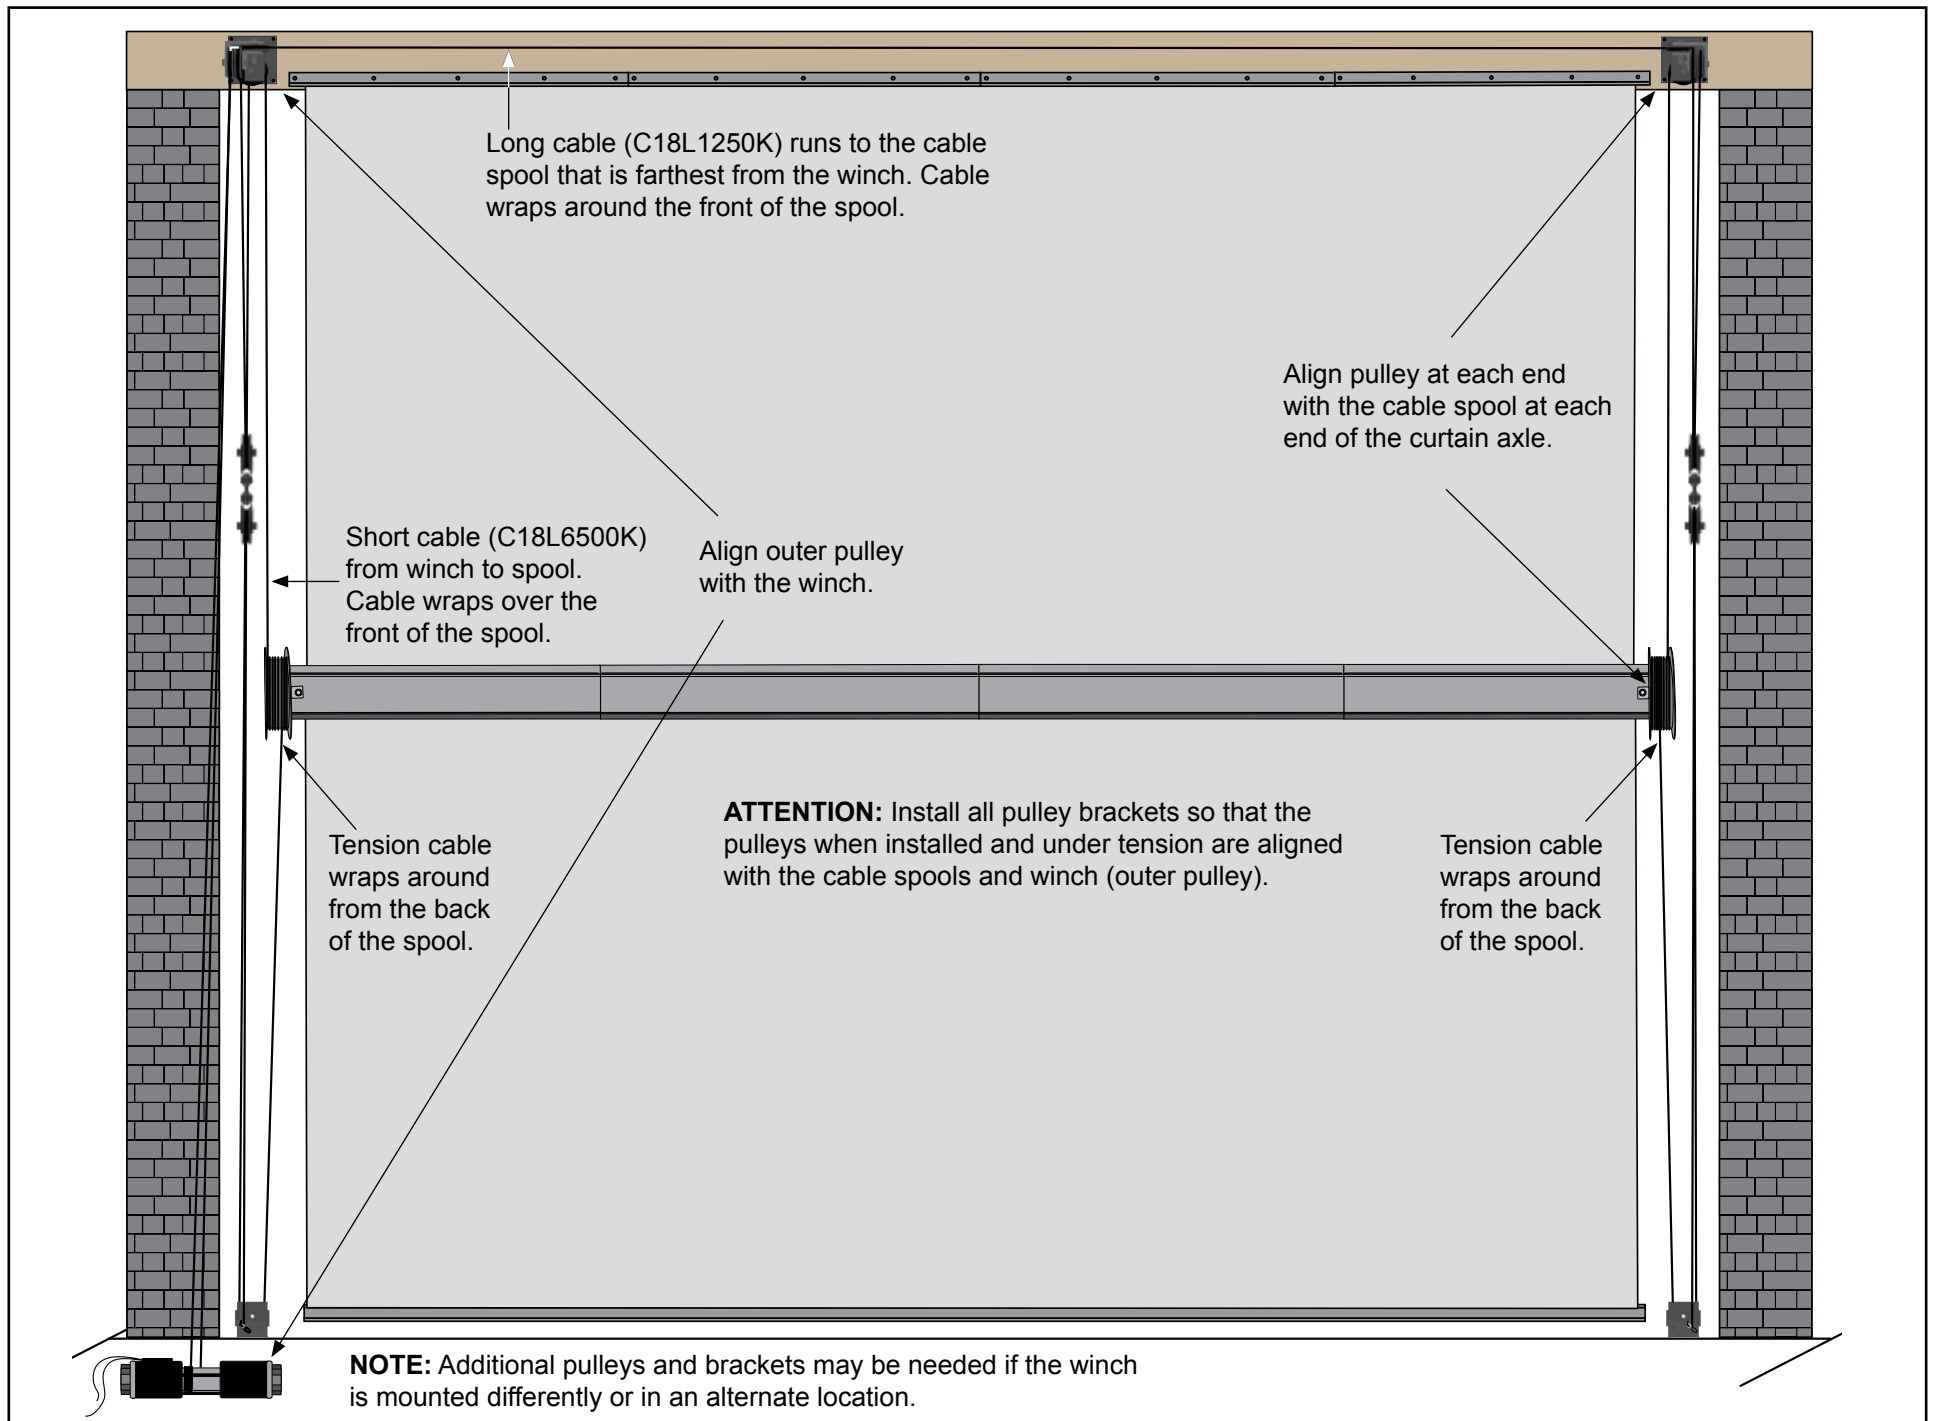 Long cable (C18L1250K) runs to the cable
spool that is farthest from the winch. Cable
wraps around the front of the spool.
Align pulley at each end
with the cable spool at each
end of the curtain axle.
Short cable (C18L6500K)
from winch to spool.
Cable wraps over the
front of the spool.
Align outer pulley
with the winch.
ATTENTION: Install all pulley brackets so that the
pulleys when installed and under tension are aligned
with the cable spools and winch (outer pulley).
Tension cable
wraps around
from the back
of the spool.
Tension cable
wraps around
from the back
of the spool.
NOTE: Additional pulleys and brackets may be needed if the winch
is mounted differently or in an alternate location.